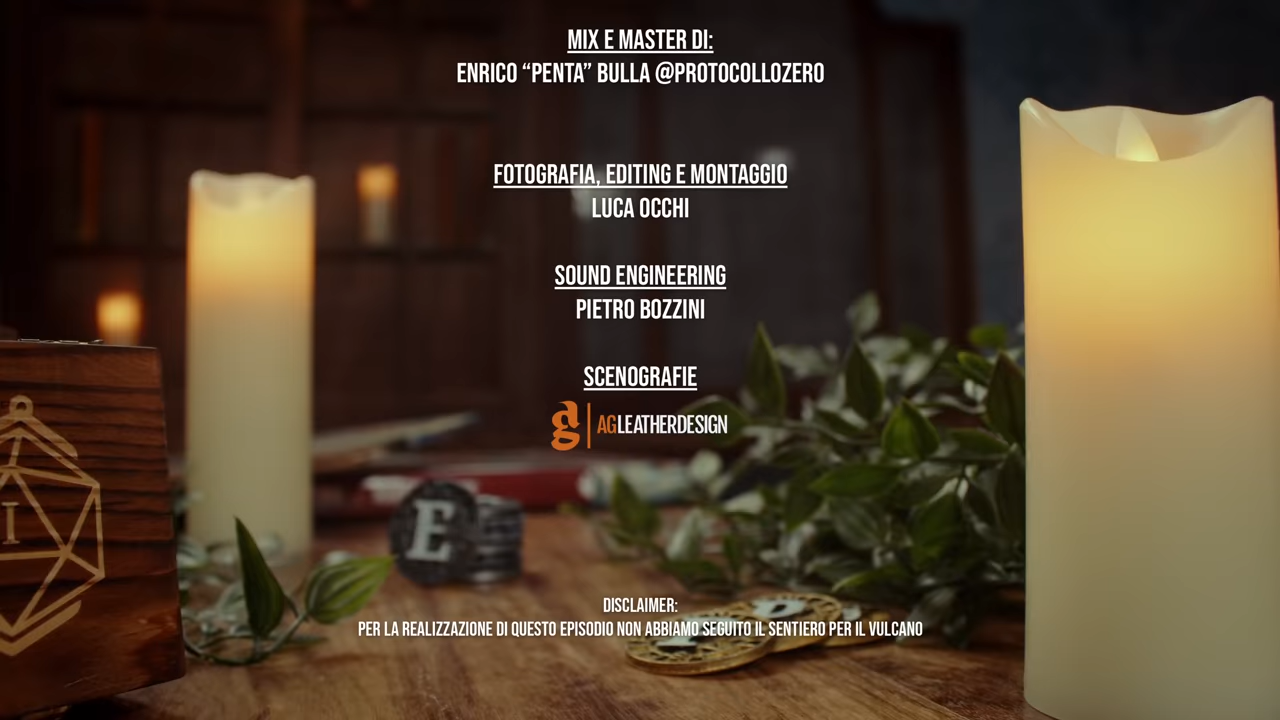 MIX E MASTER DI:
ENRICO “PENTA” BULLA @PROTOCOLLOZERO
FOTOGRAFIA, EDITING E MONTAGGIO
LUCA OCCHI
SOUND ENGINEERING
PIETRO BOZZINI
SCENOGRAFIE
ag | AGLEATHERDESIGN
I
E
DISCLAIMER:
PER LA REALIZZAZIONE DI QUESTO EPISODIO NON ABBIAMO SEGUITO IL SENTIERO PER IL VULCANO